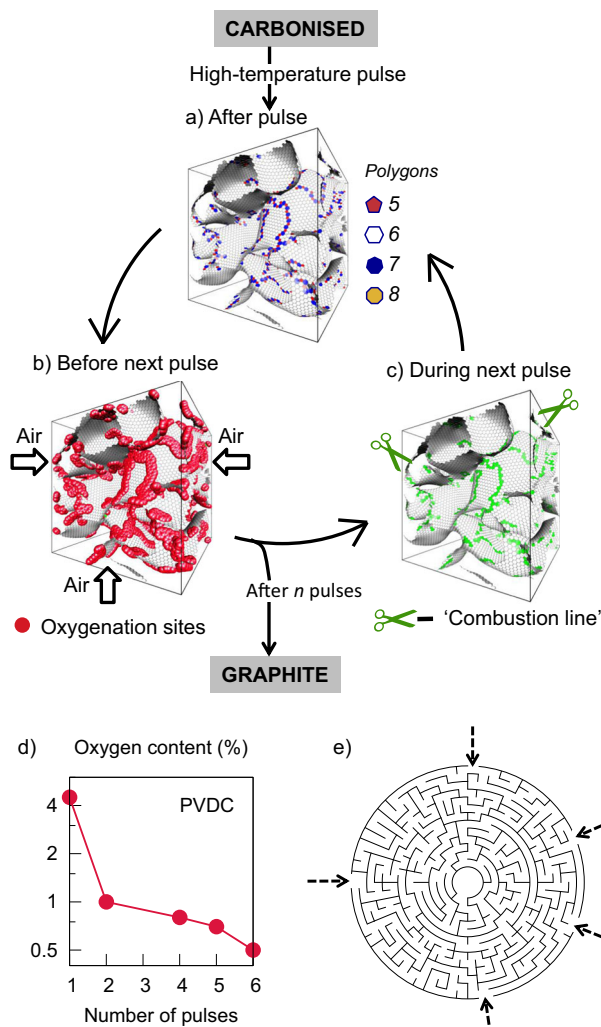 CARBONISED
High-temperature pulse
a) After pulse
Polygons
5
6
7
8
b) Before next pulse
c) During next pulse
Air
Air
Air
After n pulses
Oxygenation sites
'Combustion line'
GRAPHITE
d) Oxygen content (%)
e)
PVDC
4
2
1
0.5
1 2 3 4 5 6
Number of pulses